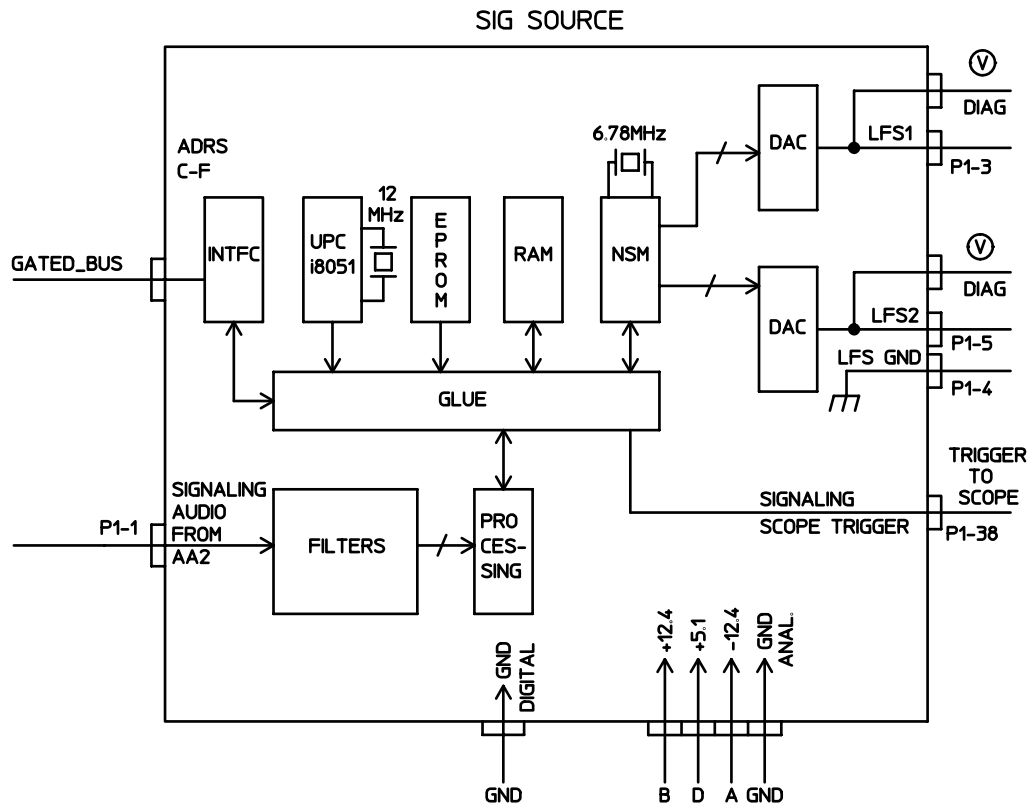 SIG SOURCE
ADRS
C-F
GATED_BUS
INTFC
UPC
i8051
12
MHz
E
P
R
O
M
RAM
6.78MHz
NSM
DAC
LFS1
V
DIAG
P1-3
DAC
LFS2
V
DIAG
P1-5
LFS GND
P1-4
GLUE
P1-1
SIGNALING
AUDIO
FROM
AA2
FILTERS
PRO
CES-
SING
SIGNALING
SCOPE TRIGGER
TRIGGER
TO
SCOPE
P1-38
GND
DIGITAL
GND
+12.4
+5.1
-12.4
GND
ANAL.
B
D
A
GND